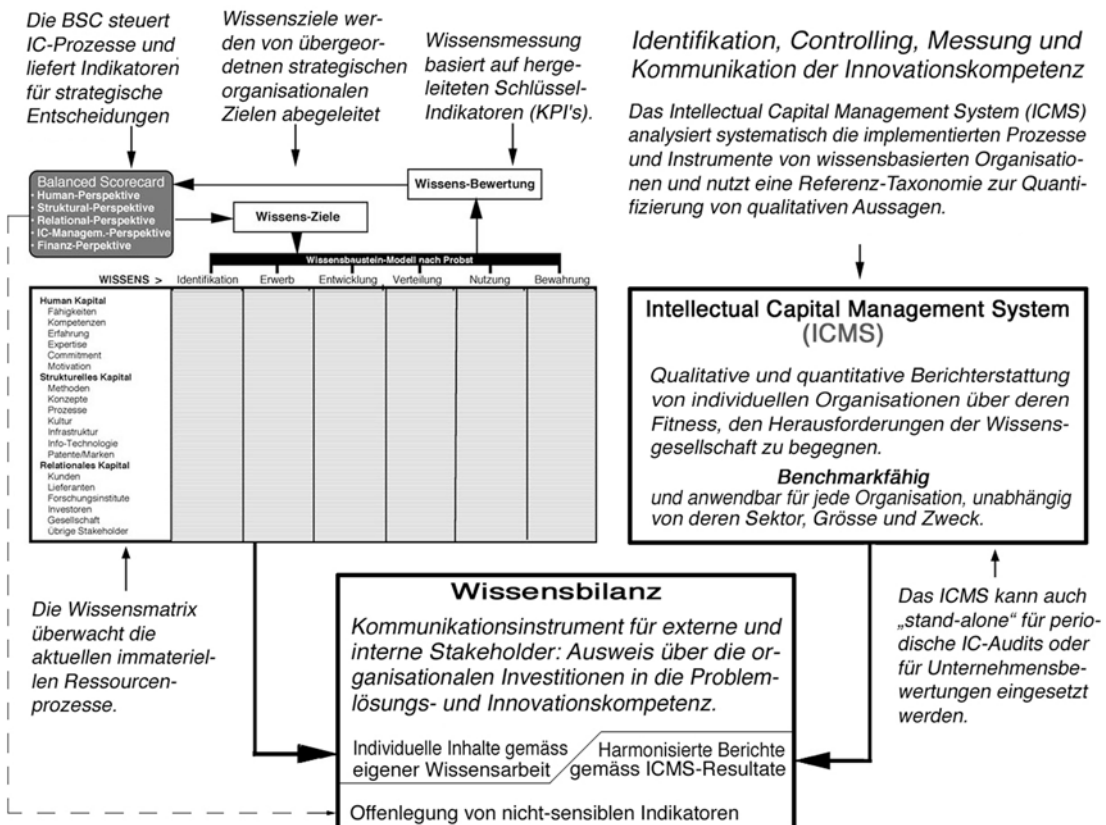 Die BSC steuert
IC-Prozesse und
liefert Indikatoren
für strategische
Entscheidungen
Wissensziele wer-
den von übergeor-
detnen strategischen
organisationalen
Zielen abegeleitet
Wissensmessung
basiert auf herge-
leiteten Schlüssel-
Indikatoren (KPI's).
Identifikation, Controlling, Messung und
Kommunikation der Innovationskompetenz
Das Intellectual Capital Management System (ICMS)
analysiert systematisch die implementierten Prozesse
und Instrumente von wissensbasierten Organisatio-
nen und nutzt eine Referenz-Taxonomie zur Quanti-
fizierung von qualitativen Aussagen.
Balanced Scorecard
· Human-Perspektive
· Struktural-Perspektive
· Relational-Perspektive
· IC-Managem.-Perspektive
· Finanz-Perpektive
Wissens-Bewertung
Wissens-Ziele
Wissensbaustein-Modell nach Probst
WISSENS > Identifikation Erwerb Entwicklung Verteilung Nutzung Bewahrung
Human Kapital
Fähigkeiten
Kompetenzen
Erfahrung
Expertise
Commitment
Motivation
Strukturelles Kapital
Methoden
Konzepte
Prozesse
Kultur
Infrastruktur
Info-Technologie
Patente/Marken
Relationales Kapital
Kunden
Lieferanten
Forschungsinstitute
Investoren
Gesellschaft
Übrige Stakeholder
Intellectual Capital Management System
(ICMS)
Qualitative und quantitative Berichterstattung
von individuellen Organisationen über deren
Fitness, den Herausforderungen der Wissens-
gesellschaft zu begegnen.
Benchmarkfähig
und anwendbar für jede Organisation, unabhängig
von deren Sektor, Grösse und Zweck.
Die Wissensmatrix
überwacht die
aktuellen immateriel-
len Ressourcen-
prozesse.
Wissensbilanz
Kommunikationsinstrument für externe und
interne Stakeholder: Ausweis über die or-
ganisationalen Investitionen in die Problem-
lösungs- und Innovationskompetenz.
Individuelle Inhalte gemäss
eigener Wissensarbeit
Harmonisierte Berichte
gemäss ICMS-Resultate
Offenlegung von nicht-sensiblen Indikatoren
Das ICMS kann auch
„stand-alone“ für perio-
dische IC-Audits oder
für Unternehmensbe-
wertungen eingesetzt
werden.